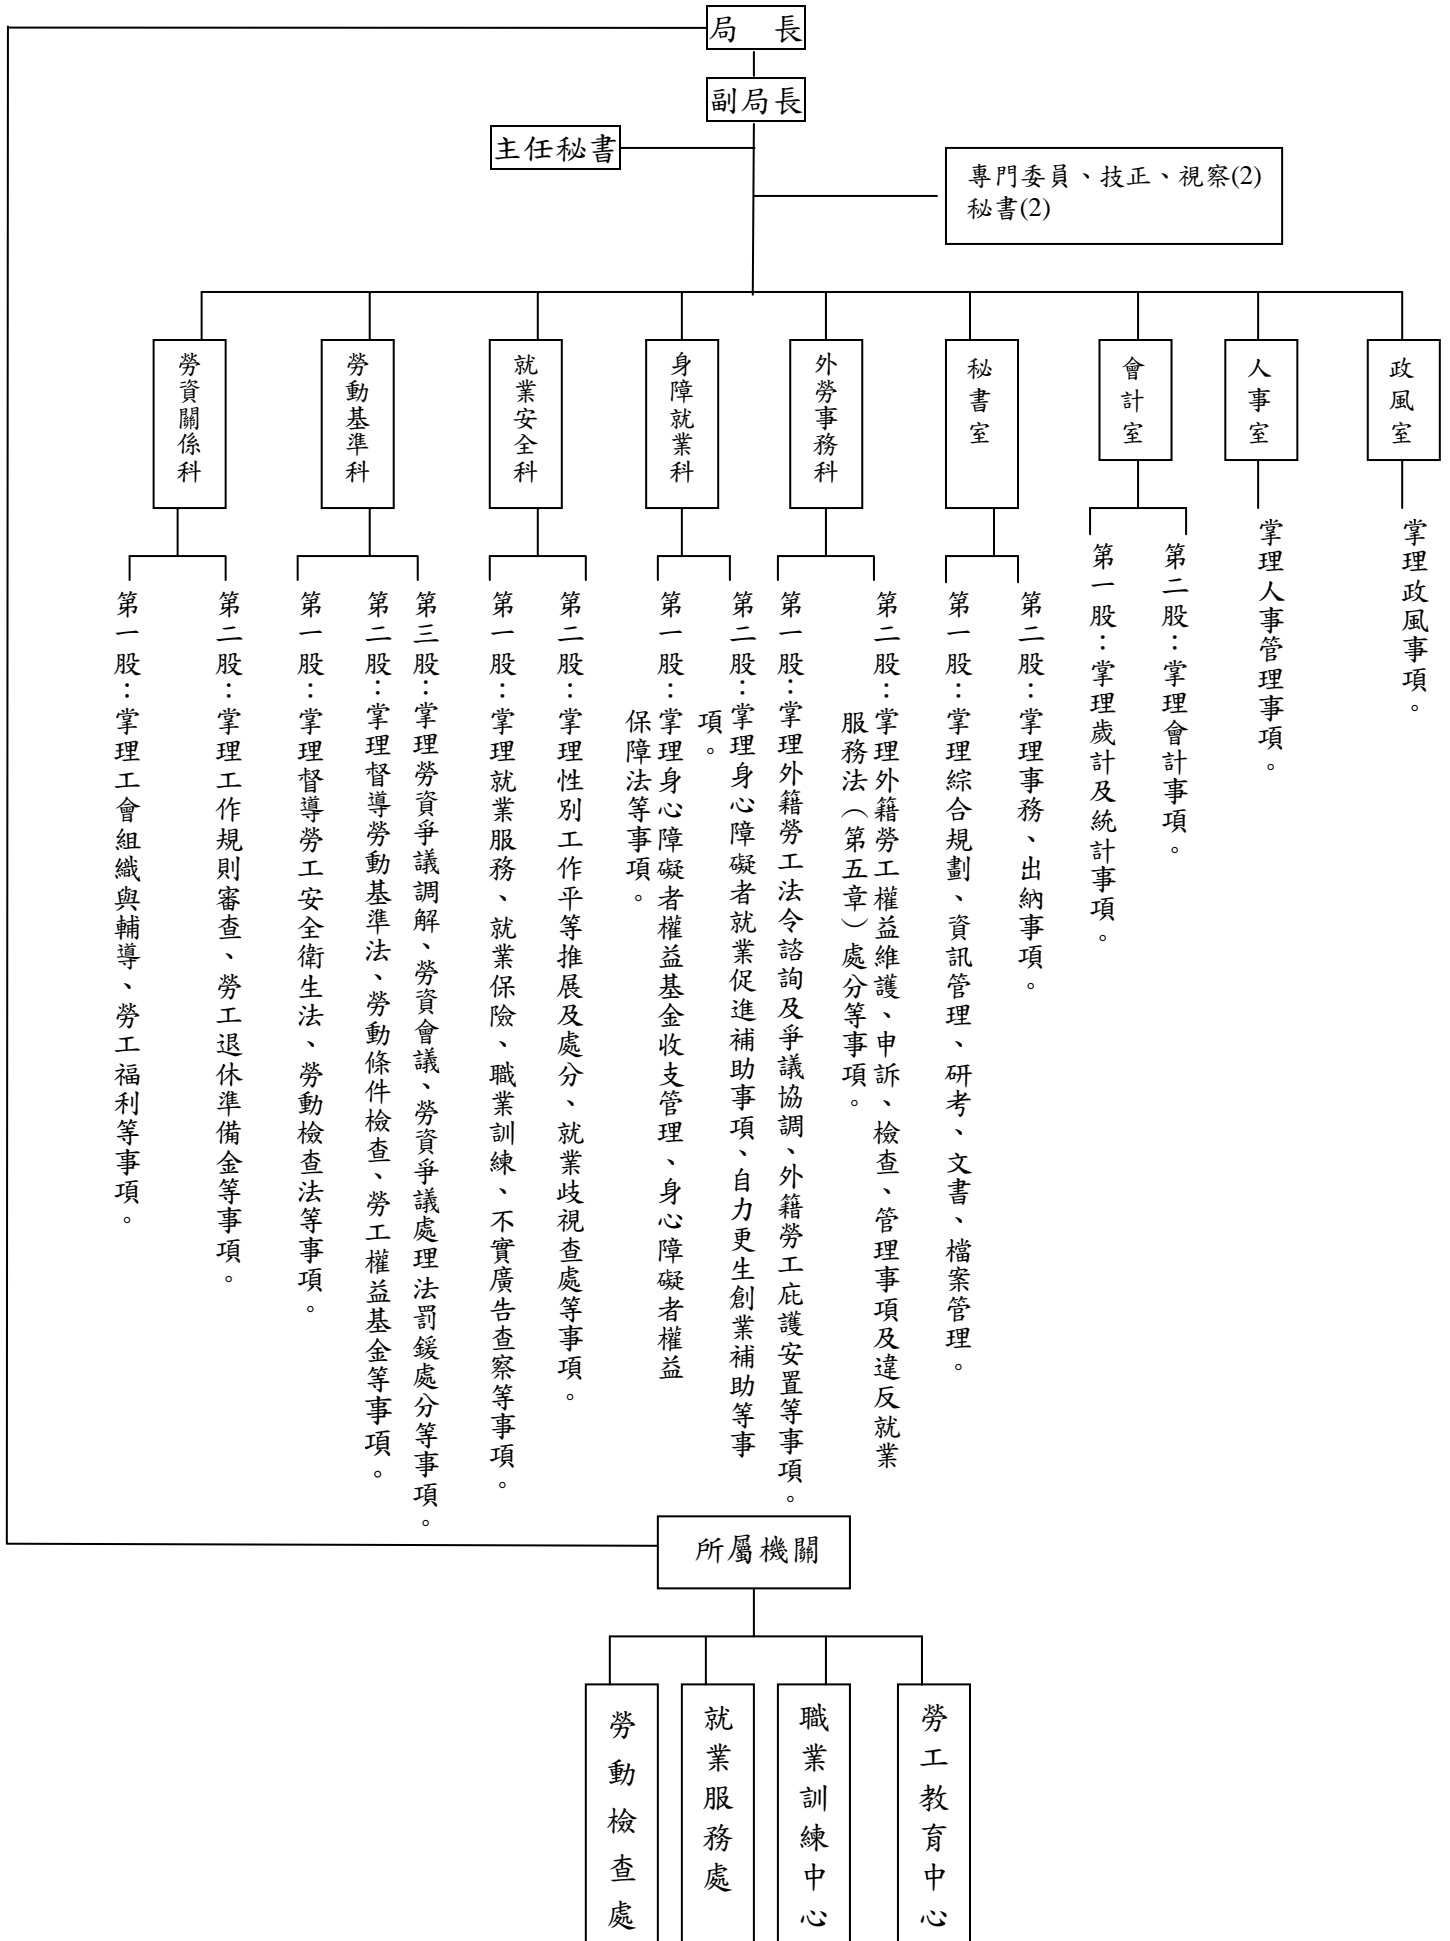 局　長
副局長
主任秘書
專門委員、技正、視察(2)
秘書(2)
勞資關係科
勞動基準科
就業安全科
身障就業科
外勞事務科
秘書室
會計室
人事室
政風室
第一股：掌理工會組織與輔導、勞工福利等事項。
第二股：掌理工作規則審查、勞工退休準備金等事項。
第一股：掌理督導勞工安全衛生法、勞動檢查法等事項。
第二股：掌理督導勞動基準法、勞動條件檢查、勞工權益基金等事項。
第三股：掌理勞資爭議調解、勞資會議、勞資爭議處理法罰鍰處分等事項。
第一股：掌理就業服務、就業保險、職業訓練、不實廣告查察等事項。
第二股：掌理性別工作平等推展及處分、就業歧視查處等事項。
第一股：掌理身心障礙者權益基金收支管理、身心障礙者權益
保障法等事項。
第二股：掌理身心障礙者就業促進補助事項、自力更生創業補助等事
項。
第一股：掌理外籍勞工法令諮詢及爭議協調、外籍勞工庇護安置等事項。
第二股：掌理外籍勞工權益維護、申訴、檢查、管理事項及違反就業
服務法（第五章）處分等事項。
第一股：掌理綜合規劃、資訊管理、研考、文書、檔案管理。
第二股：掌理事務、出納事項。
第一股：掌理歲計及統計事項。
第二股：掌理會計事項。
掌理人事管理事項。
掌理政風事項。
所屬機關
勞動檢查處
就業服務處
職業訓練中心
勞工教育中心